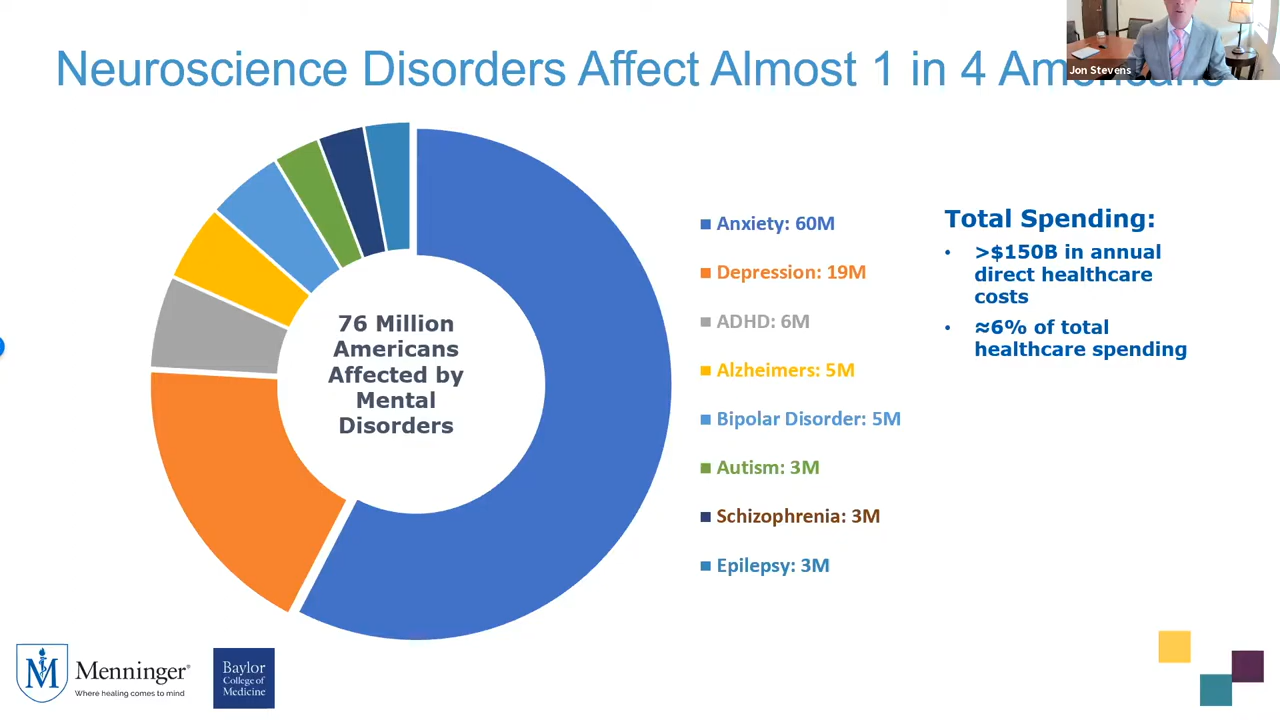 Neuroscience Disorders Affect Almost 1 in 4
Jon Stevens
76 Million
Americans
Affected by
Mental
Disorders
Anxiety: 60M
Depression: 19M
ADHD: 6M
Alzheimers: 5M
Bipolar Disorder: 5M
Autism: 3M
Schizophrenia: 3M
Epilepsy: 3M
Total Spending:
• >$150B in annual
direct healthcare
costs
• ≈6% of total
healthcare spending
M
Menninger®
Where healing comes to mind
Baylor
College of
Medicine